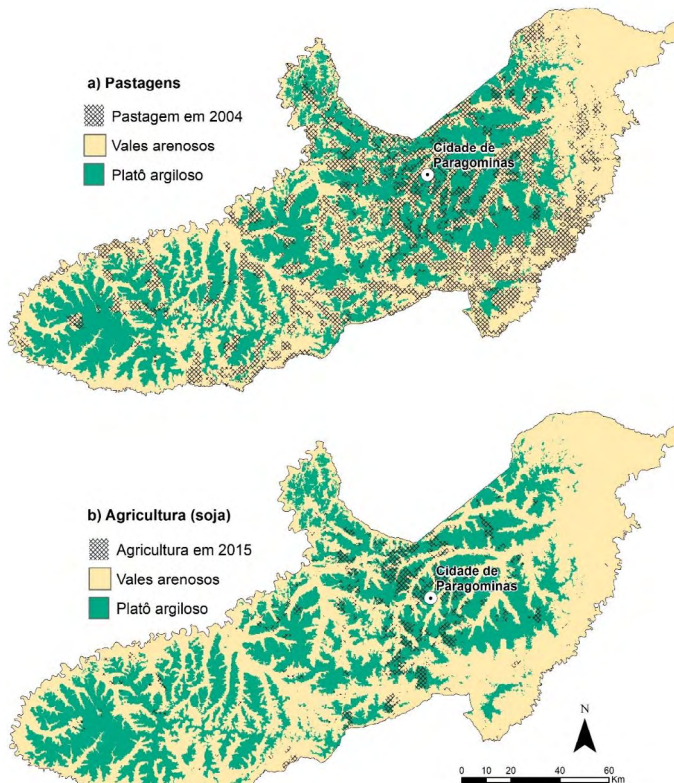 a) Pastagens
Pastagem em 2004
Vales arenosos
Platô argiloso
Cidade de
Paragominas
b) Agricultura (soja)
Agricultura em 2015
Vales arenosos
Platô argiloso
Cidade de
Paragominas
N
0 10 20 40 60
Km